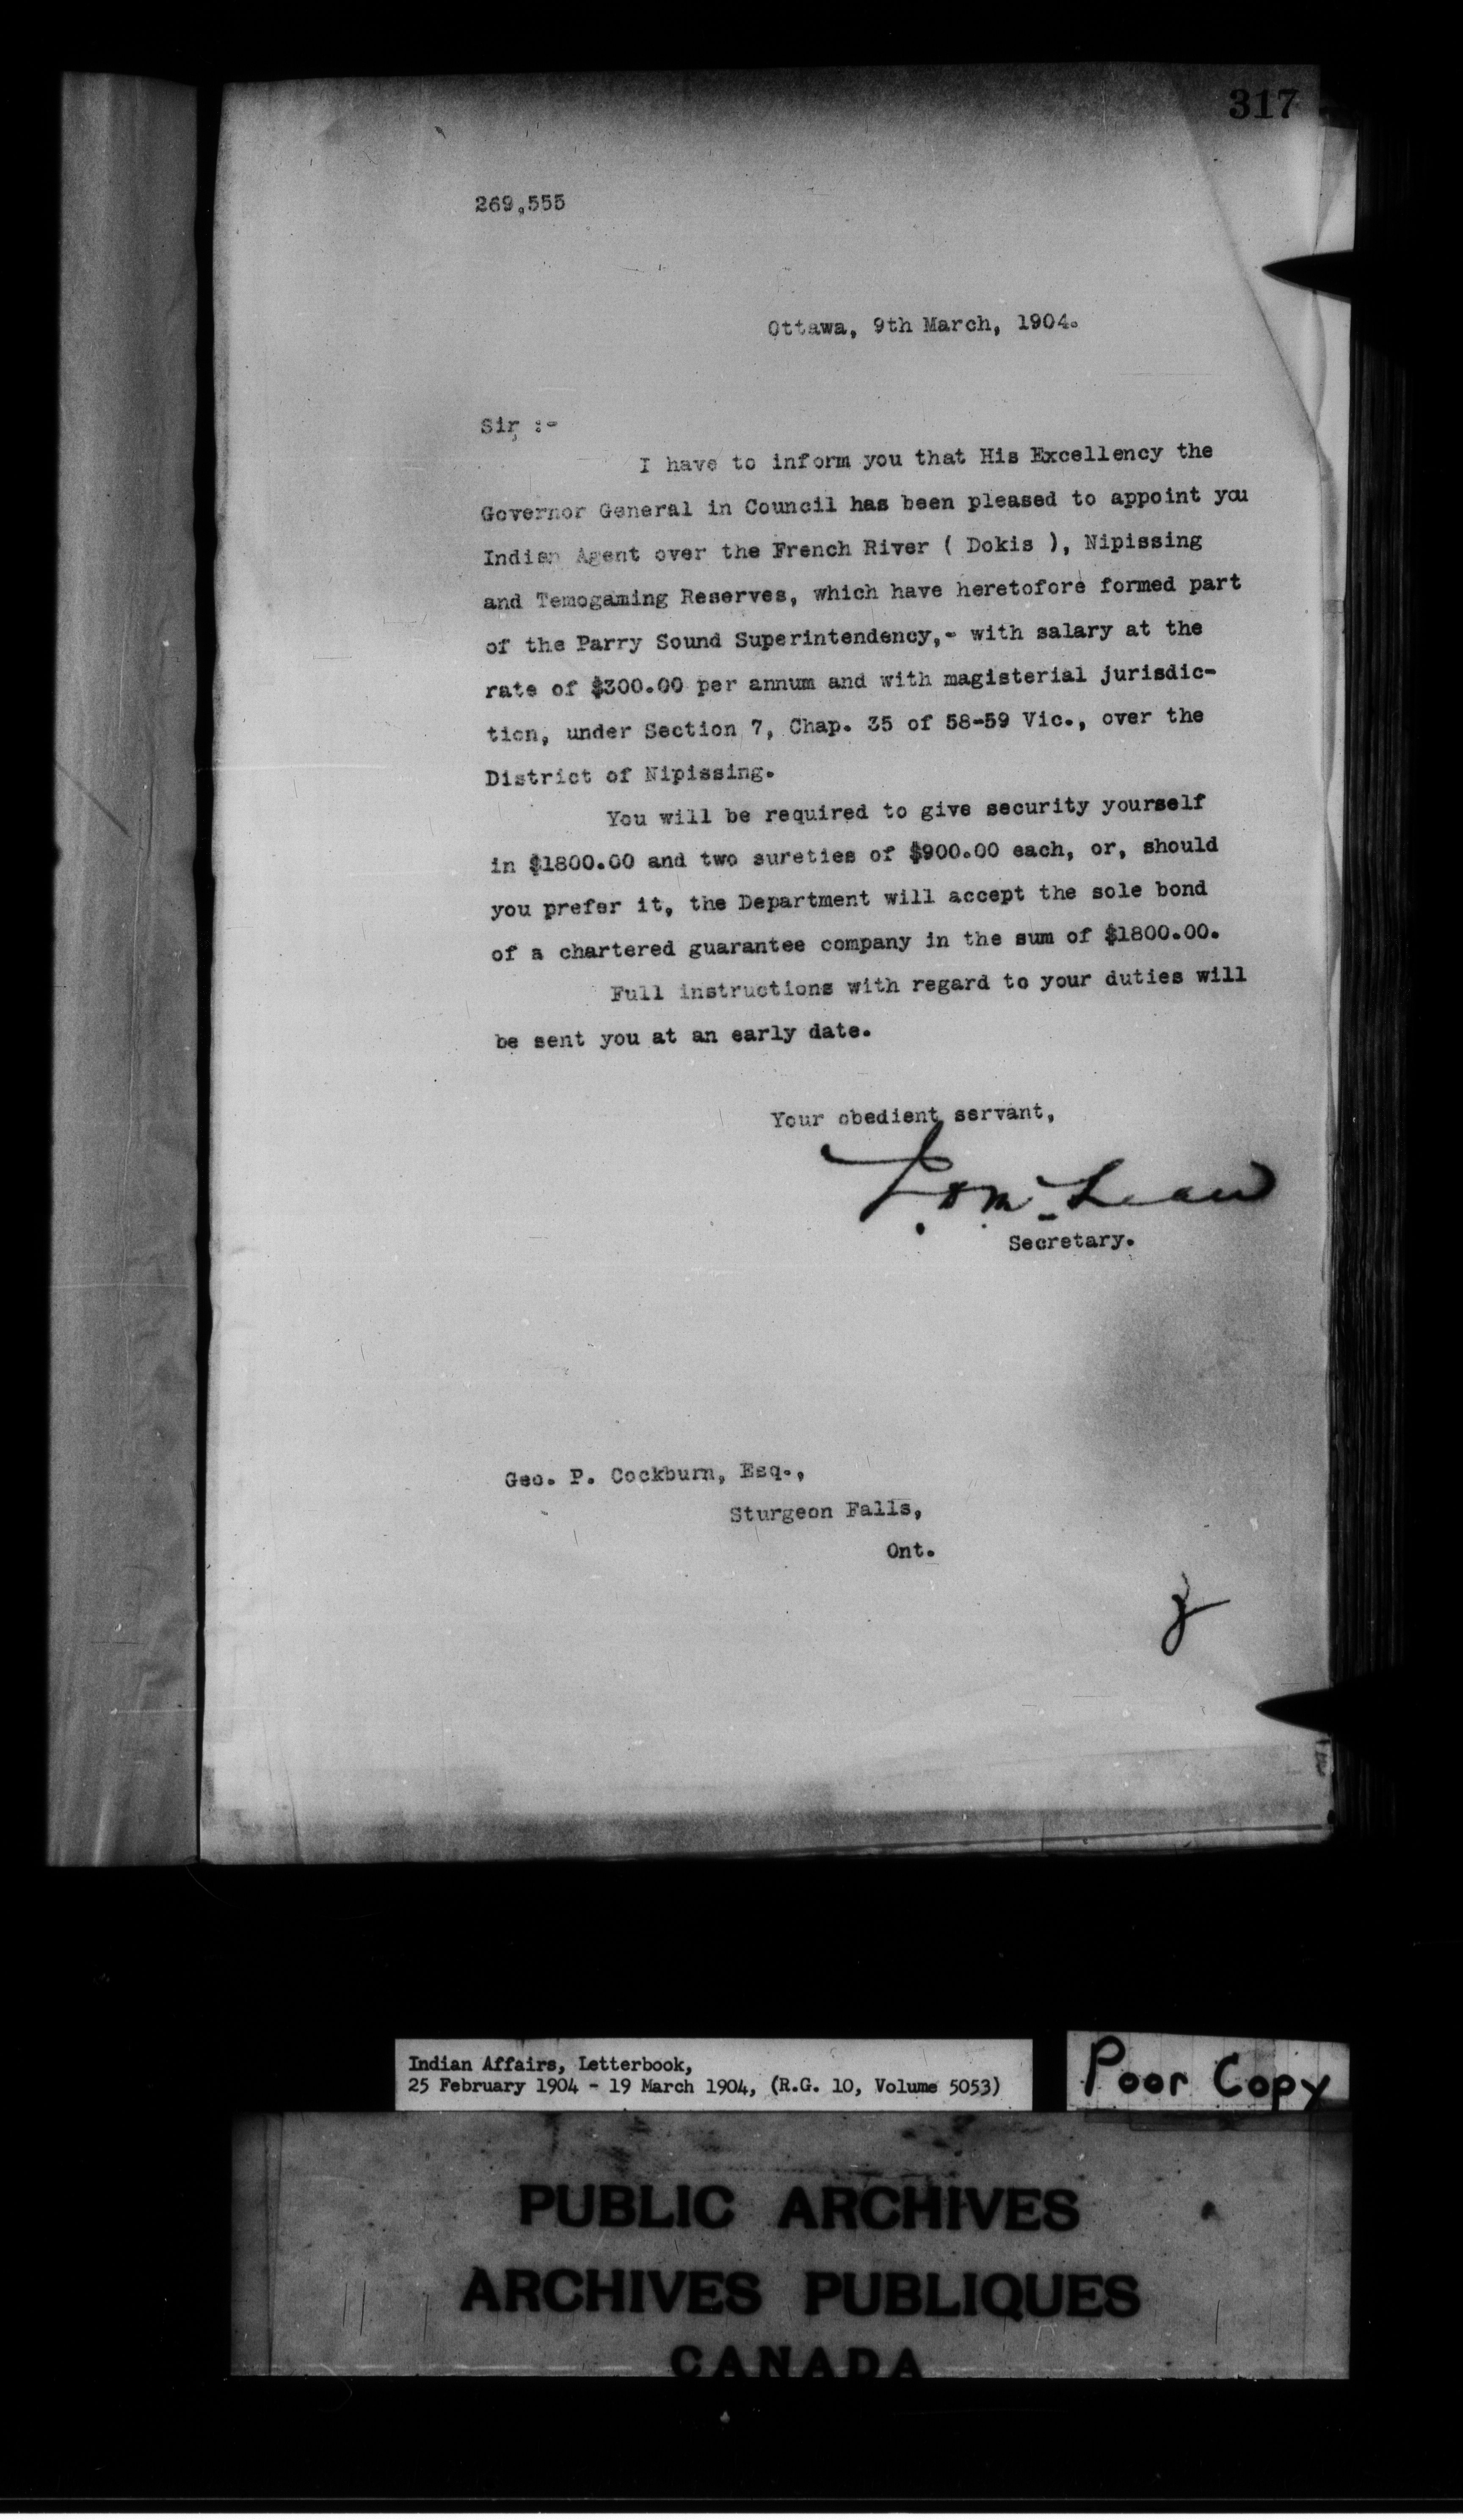 317
269,555
Ottawa, 9th March, 1904.
Sir :-
I have to inform you that His Excellency the
Governor General in Council has been pleased to appoint you
Indian Agent over the French River ( Dokis ), Nipissing
and Temogaming Reserves, which have heretofore formed part
of the Parry Sound Superintendency,- with salary at the
rate of $300.00 per annum and with magisterial jurisdic-
tion, under Section 7, Chap. 35 of 58-59 Vic., over the
District of Nipissing.
You will be required to give security yourself
in $1800.00 and two sureties of $900.00 each, or, should
you prefer it, the Department will accept the sole bond
of a chartered guarantee company in the sum of $1800.00.
Full instructions with regard to your duties will
be sent you at an early date.
Your obedient servant,
McLean
Secretary.
Geo. P. Cockburn, Esq.,
Sturgeon Falls,
Ont.
Indian Affairs, Letterbook,
25 February 1904 - 19 March 1904, (R.G. 10, Volume 5053)
Poor Copy
PUBLIC ARCHIVES
ARCHIVES PUBLIQUES
CANADA